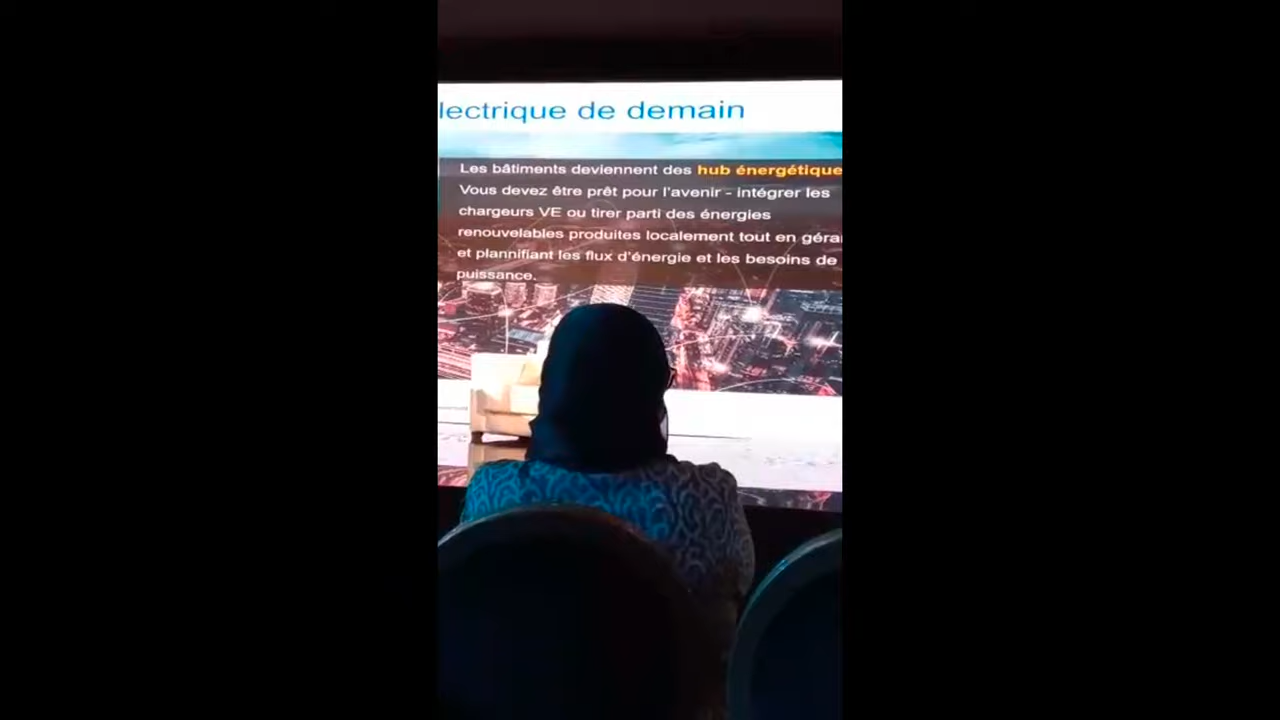 lectrique de demain
Les bâtiments deviennent des hub énergétique
Vous devez être prêt pour l'avenir - intégrer les
chargeurs VE ou tirer parti des énergies
renouvelables produites localement tout en géra
et plannifiant les flux d'énergie et les besoins de
puissance.